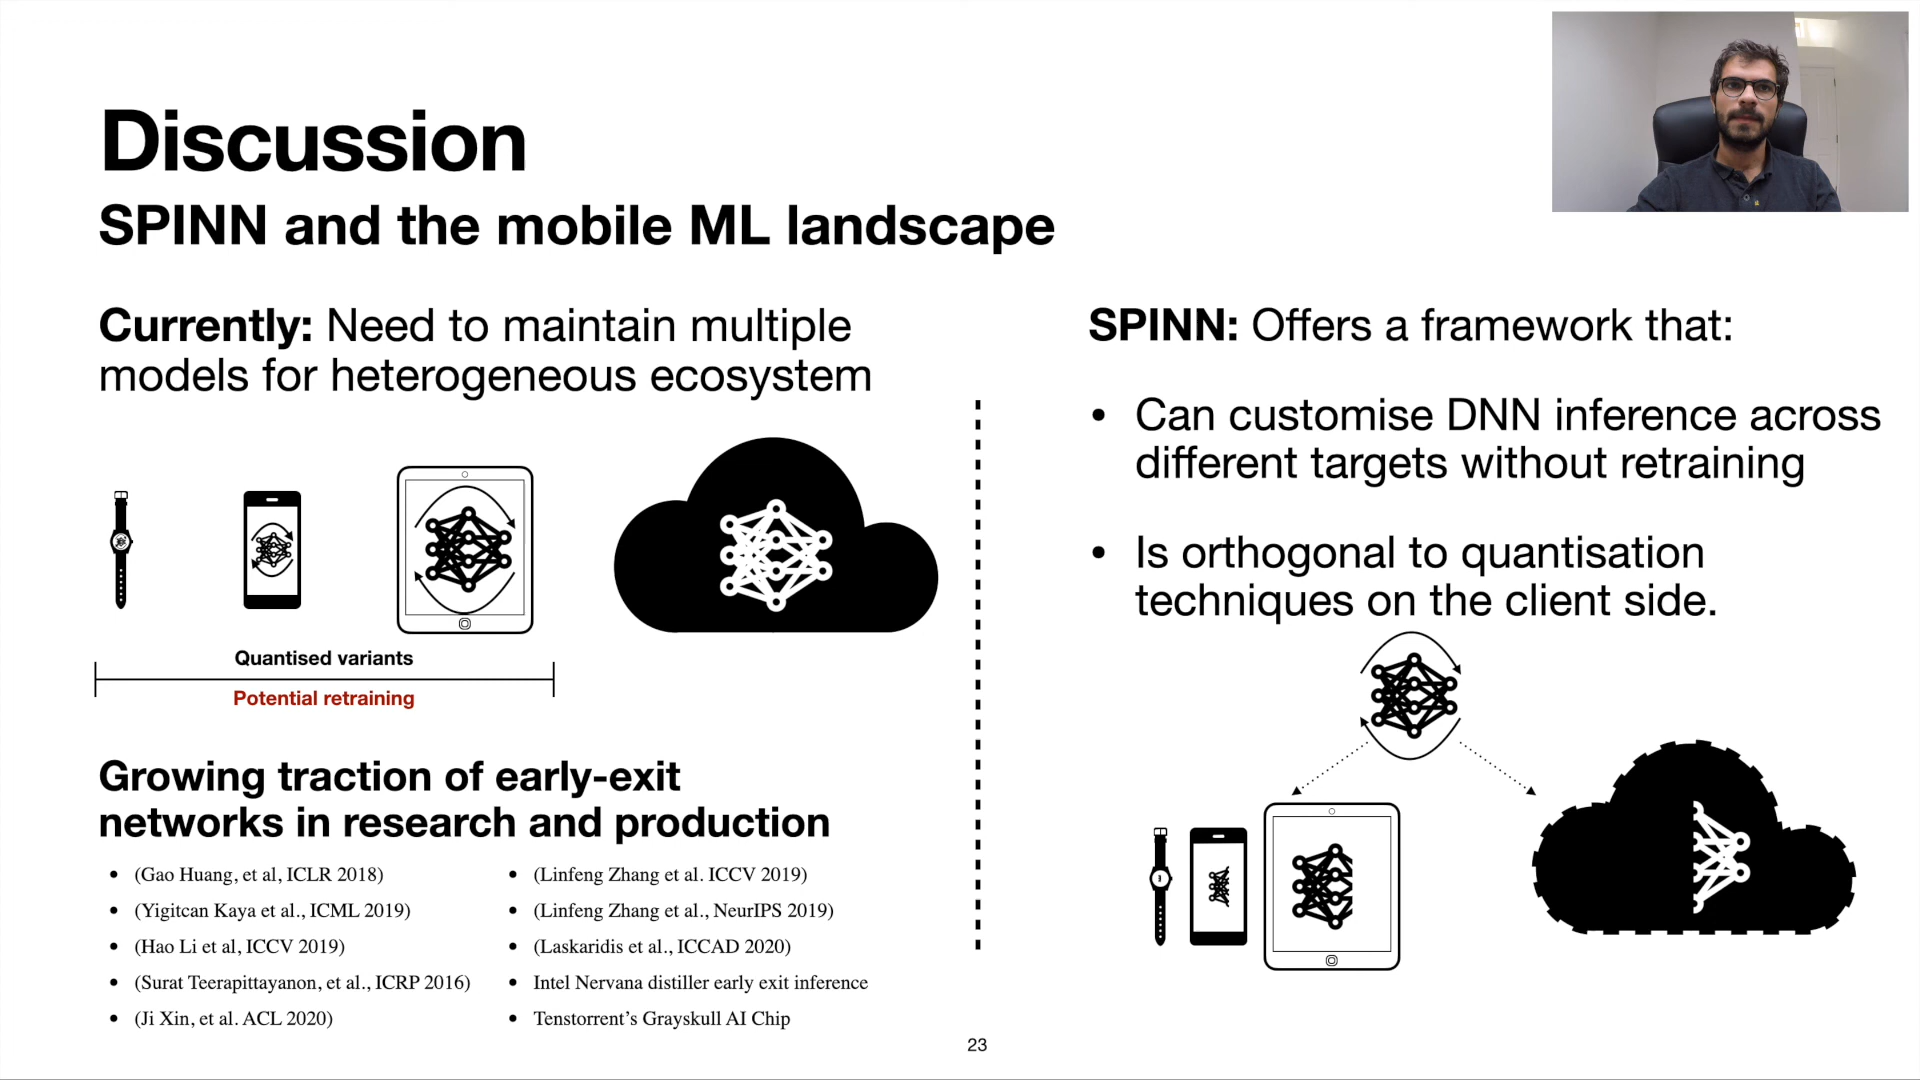 Discussion
SPINN and the mobile ML landscape
Currently: Need to maintain multiple
models for heterogeneous ecosystem
Quantised variants
Potential retraining
Growing traction of early-exit
networks in research and production
• (Gao Huang, et al, ICLR 2018)
• (Yigitcan Kaya et al., ICML 2019)
• (Hao Li et al, ICCV 2019)
• (Surat Teerapittayanon, et al., ICRP 2016)
• (Ji Xin, et al. ACL 2020)
• (Linfeng Zhang et al. ICCV 2019)
• (Linfeng Zhang et al., NeurIPS 2019)
• (Laskaridis et al., ICCAD 2020)
• Intel Nervana distiller early exit inference
• Tenstorrent’s Grayskull AI Chip
SPINN: Offers a framework that:
• Can customise DNN inference across
different targets without retraining
• Is orthogonal to quantisation
techniques on the client side.
23